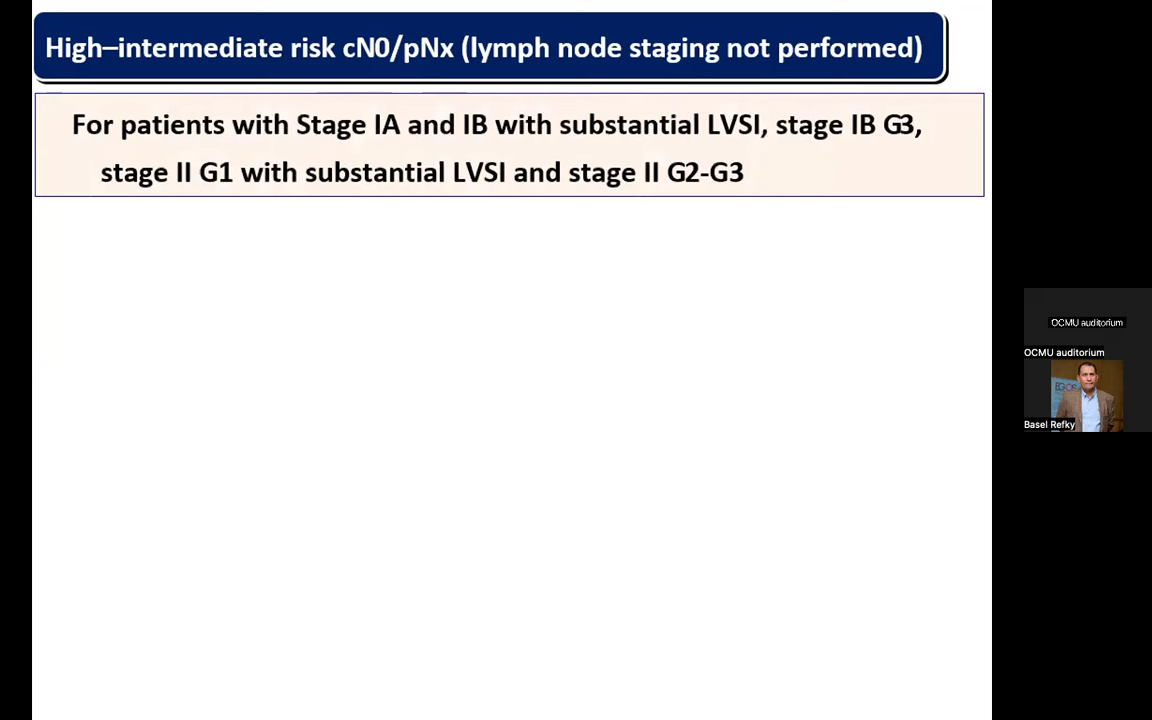 High–intermediate risk cN0/pNx (lymph node staging not performed)
For patients with Stage IA and IB with substantial LVSI, stage IB G3,
stage II G1 with substantial LVSI and stage II G2-G3
OCMU auditorium
OCMU auditorium
Basel Refky